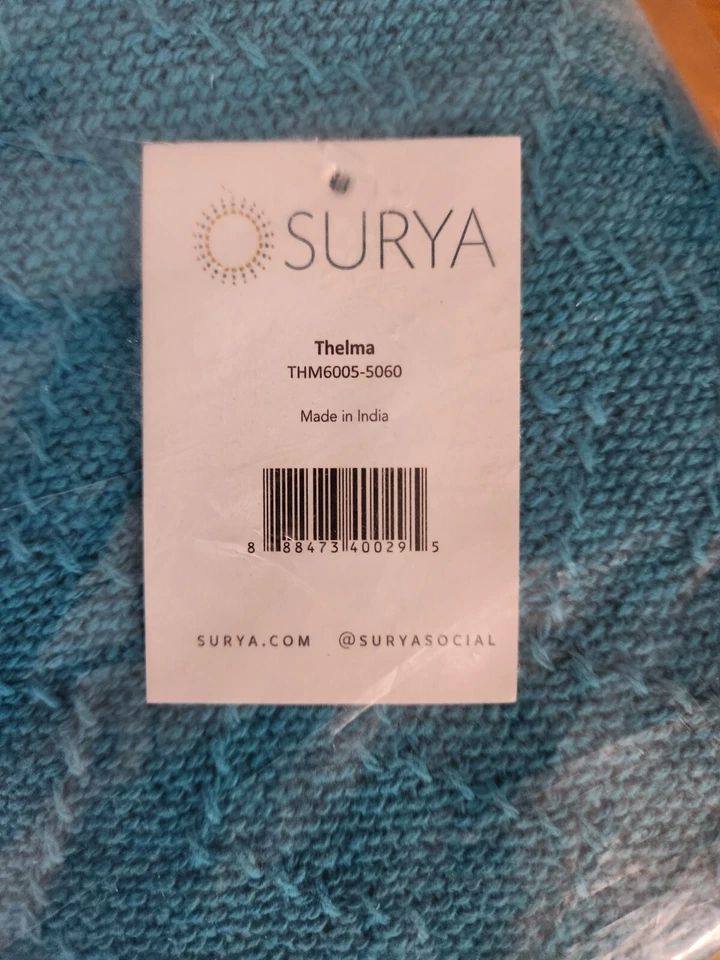 SURYA
Thelma
THM6005-5060
Made in India
8 88473 40029 5
SURYA.COM @SURYASOCIAL